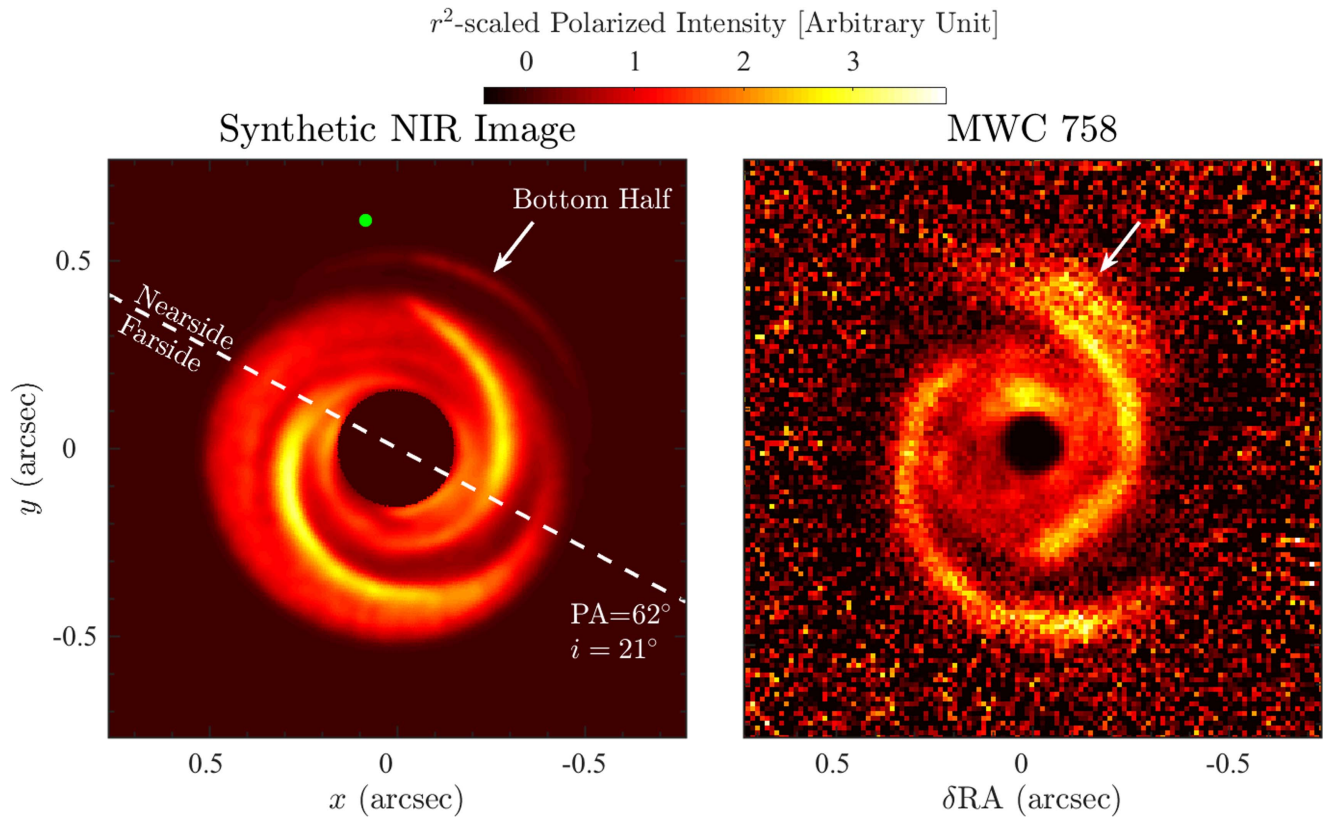 r²-scaled Polarized Intensity [Arbitrary Unit]
0 1 2 3
Synthetic NIR Image
MWC 758
Bottom Half
Nearside
Farside
PA=62°
i = 21°
0.5
0
-0.5
y (arcsec)
0.5 0 -0.5
x (arcsec)
0.5 0 -0.5
δRA (arcsec)